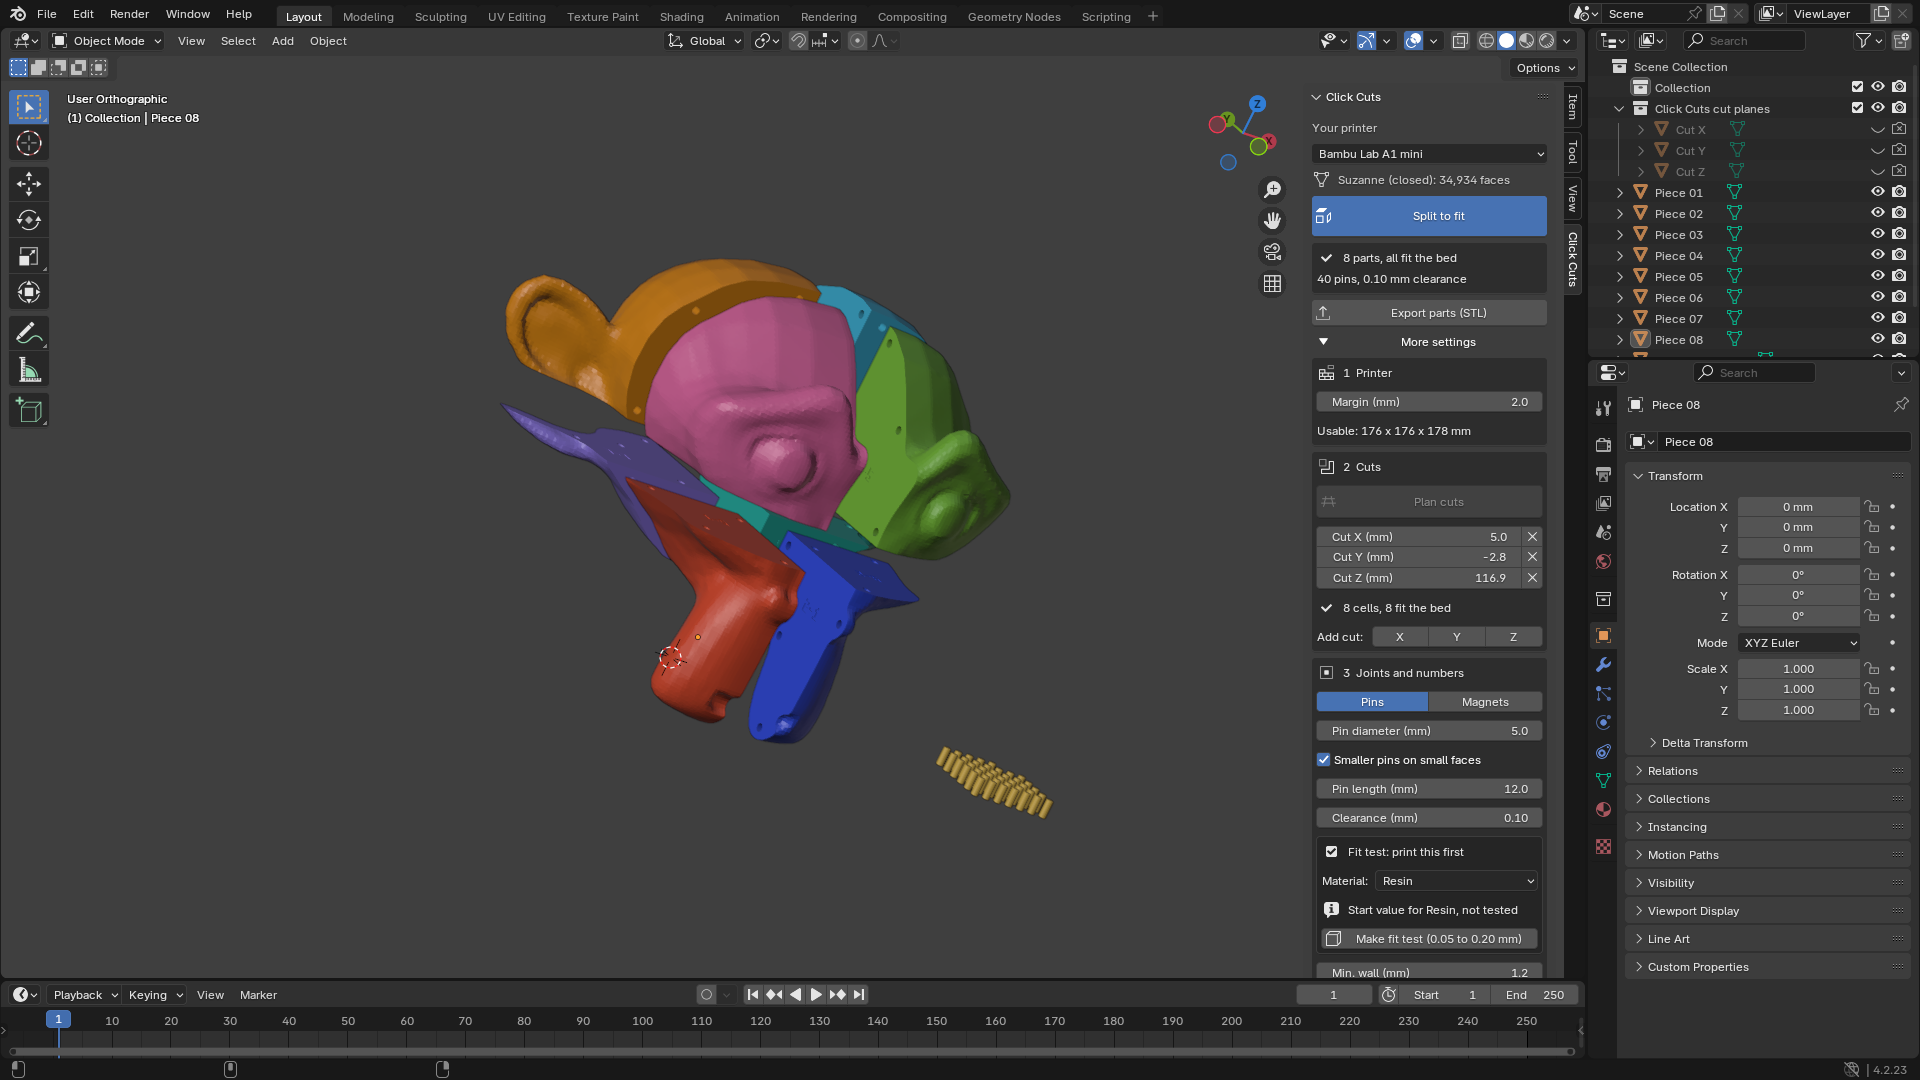 File Edit Render Window Help
Layout Modeling Sculpting UV Editing Texture Paint Shading Animation Rendering Compositing Geometry Nodes Scripting
Scene
ViewLayer
Object Mode View Select Add Object
Global
Search
Options
User Orthographic
(1) Collection | Piece 08
Z
Y
X
Click Cuts
Your printer
Bambu Lab A1 mini
Suzanne (closed): 34,934 faces
Split to fit
8 parts, all fit the bed
40 pins, 0.10 mm clearance
Export parts (STL)
More settings
1 Printer
Margin (mm) 2.0
Usable: 176 x 176 x 178 mm
2 Cuts
Plan cuts
Cut X (mm) 5.0
Cut Y (mm) -2.8
Cut Z (mm) 116.9
8 cells, 8 fit the bed
Add cut: X Y Z
3 Joints and numbers
Pins Magnets
Pin diameter (mm) 5.0
Smaller pins on small faces
Pin length (mm) 12.0
Clearance (mm) 0.10
Fit test: print this first
Material: Resin
Start value for Resin, not tested
Make fit test (0.05 to 0.20 mm)
Min. wall (mm) 1.2
Item
Tool
View
Click Cuts
Scene Collection
Collection
Click Cuts cut planes
Cut X
Cut Y
Cut Z
Piece 01
Piece 02
Piece 03
Piece 04
Piece 05
Piece 06
Piece 07
Piece 08
Search
Piece 08
Piece 08
Transform
Location X 0 mm
Y 0 mm
Z 0 mm
Rotation X 0°
Y 0°
Z 0°
Mode XYZ Euler
Scale X 1.000
Y 1.000
Z 1.000
Delta Transform
Relations
Collections
Instancing
Motion Paths
Visibility
Viewport Display
Line Art
Custom Properties
Playback Keying View Marker
1 Start 1 End 250
1 10 20 30 40 50 60 70 80 90 100 110 120 130 140 150 160 170 180 190 200 210 220 230 240 250
4.2.23